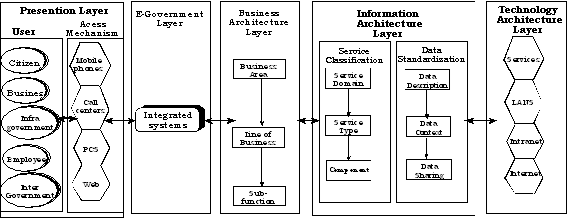 Presention Layer
User
Acess
Mechanism
Citizen
Busines
Infra
government
Employee
Inter
Government
Mobile
phones
Call
centers
PCS
Web
E-Government
Layer
Integrated
systems
Business
Architecture
Layer
Business
Area
line of
Business
Sub-
function
Information
Architecture
Layer
Service
Classification
Service
Domain
Service
Type
Component
Data
Standardization
Data
Description
Data
Context
Data
Sharing
Technology
Architecture
Layer
Services
LANS
Intranet
Internet